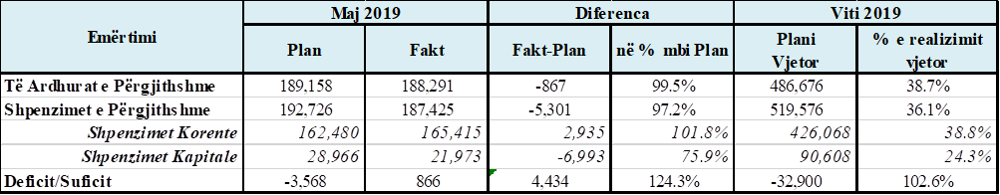 Emërtimi Maj 2019 Diferenca Viti 2019
Plan Fakt Fakt-Plan në % mbi Plan Plani Vjetor % e realizimit vjetor
Të Ardhurat e Përgjithshme 189,158 188,291 -867 99.5% 486,676 38.7%
Shpenzimet e Përgjithshme 192,726 187,425 -5,301 97.2% 519,576 36.1%
Shpenzimet Korente 162,480 165,415 2,935 101.8% 426,068 38.8%
Shpenzimet Kapitale 28,966 21,973 -6,993 75.9% 90,608 24.3%
Deficit/Suficit -3,568 866 4,434 124.3% -32,900 102.6%